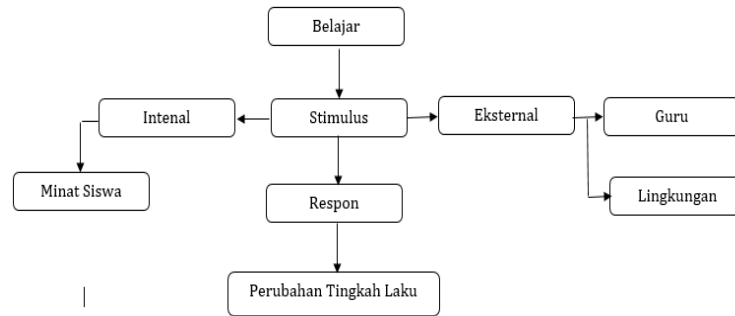 Belajar
Intenal
Stimulus
Eksternal
Guru
Minat Siswa
Respon
Lingkungan
Perubahan Tingkah Laku